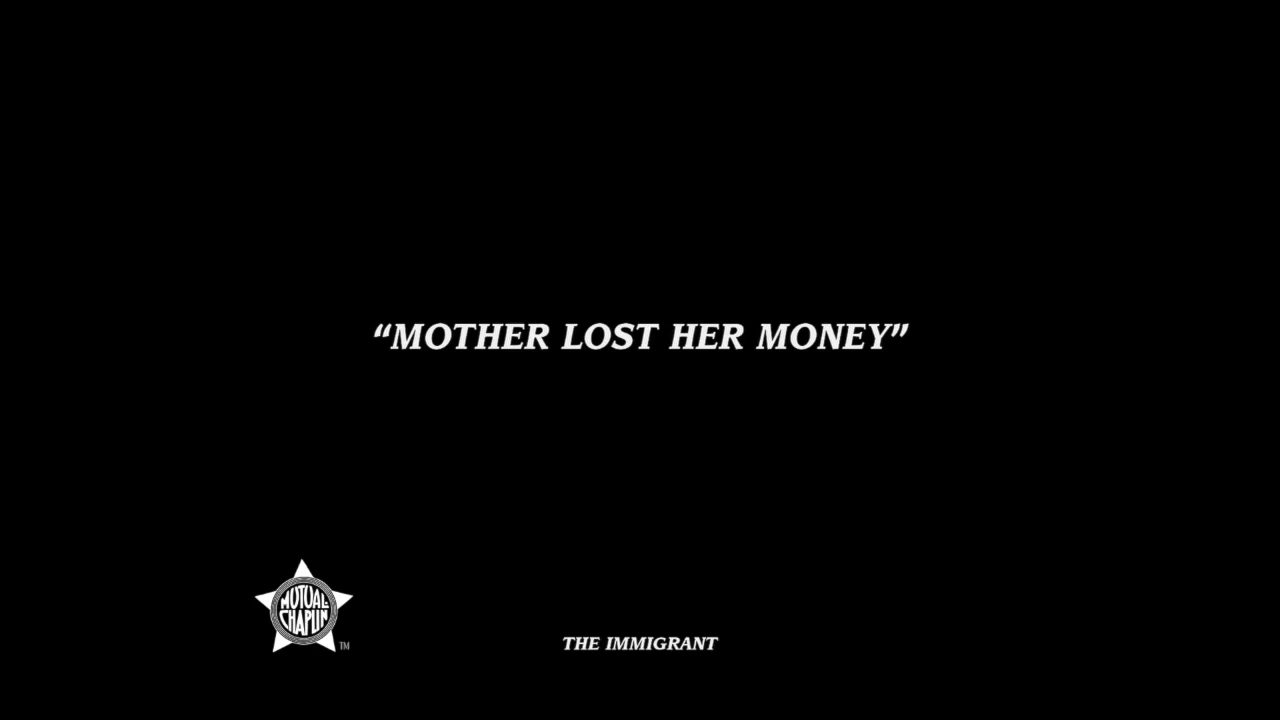 “MOTHER LOST HER MONEY”
MUTUAL-
CHAPLIN
TM
THE IMMIGRANT